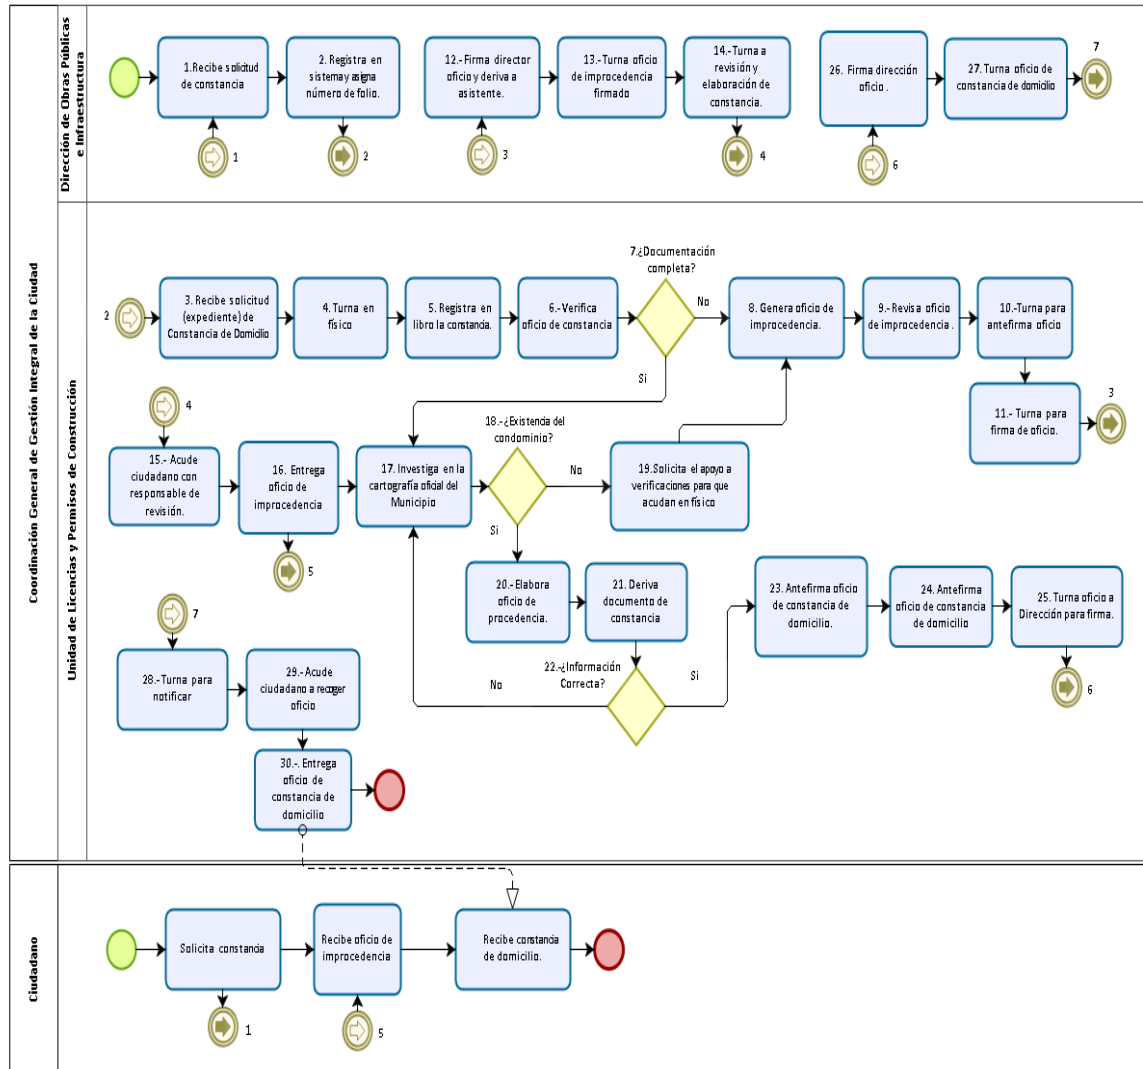 Coordinación General de Gestión Integral de la Ciudad
Dirección de Obras Públicas
e Infraestructura
1.Recibe solicitud
de constancia
2. Registra en
sistema y asigna
número de folio.
12.- Firma director
oficio y deriva a
asistente.
13.- Turna oficio
de improcedencia
firmado
14.- Turna a
revisión y
elaboración de
constancia.
26. Firma dirección
oficio .
27. Turna oficio de
constancia de domicilio
7
1
2
3
4
6
Unidad de Licencias y Permisos de Construcción
2
3. Recibe solicitud
(expediente) de
Constancia de Domicilio
4. Turna en
físico
5. Registra en
libro la constancia.
6.-Verifica
oficio de constancia
7.¿Documentación
completa?
No
Si
8. Genera oficio de
improcedencia.
9.- Revisa oficio
de improcedencia .
10.-Turna para
antefirma oficio
11.- Turna para
firma de oficio.
3
4
15.- Acude
ciudadano con
responsable de
revisión.
16. Entrega
oficio de
improcedencia
5
17. Investiga en la
cartografía oficial del
Municipio
18.-¿Existencia del
condominio?
No
Si
19.Solicita el apoyo a
verificaciones para que
acudan en físico
20.- Elabora
oficio de
procedencia.
21. Deriva
documento de
constancia
22.-¿Información
Correcta?
No
Si
23. Antefirma oficio
de constancia de
domicilio.
24. Antefirma
oficio de constancia
de domicilio
25. Turna oficio a
Dirección para firma.
6
7
28.-Turna para
notificar
29.- Acude
ciudadano a recoger
oficio
30.-. Entrega
oficio de
constancia de
domicilio
Ciudadano
Solicita constancia
Recibe oficio de
improcedencia
Recibe constancia
de domicilio.
1
5